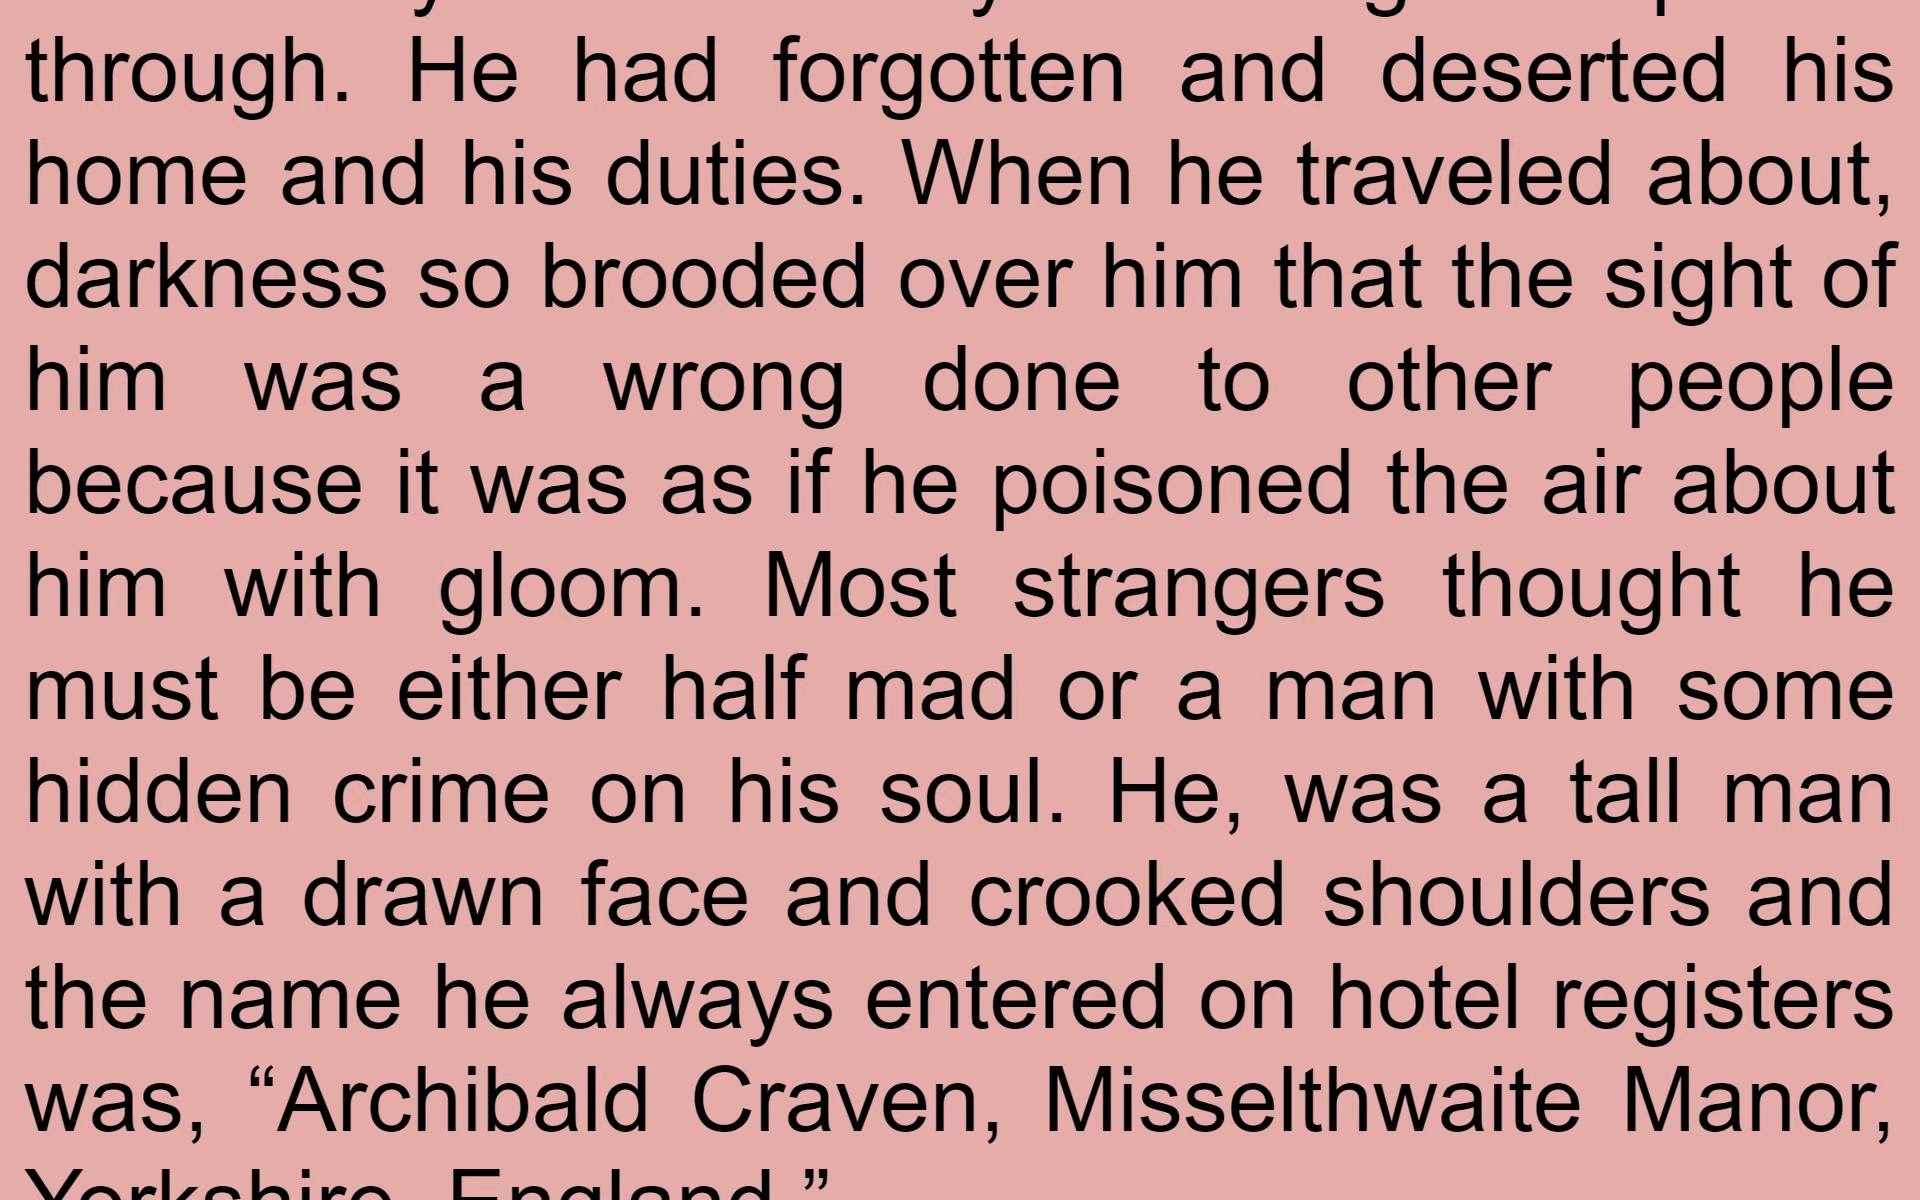 through. He had forgotten and deserted his
home and his duties. When he traveled about,
darkness so brooded over him that the sight of
him was a wrong done to other people
because it was as if he poisoned the air about
him with gloom. Most strangers thought he
must be either half mad or a man with some
hidden crime on his soul. He, was a tall man
with a drawn face and crooked shoulders and
the name he always entered on hotel registers
was, “Archibald Craven, Misselthwaite Manor,
Yorkshire, England.”